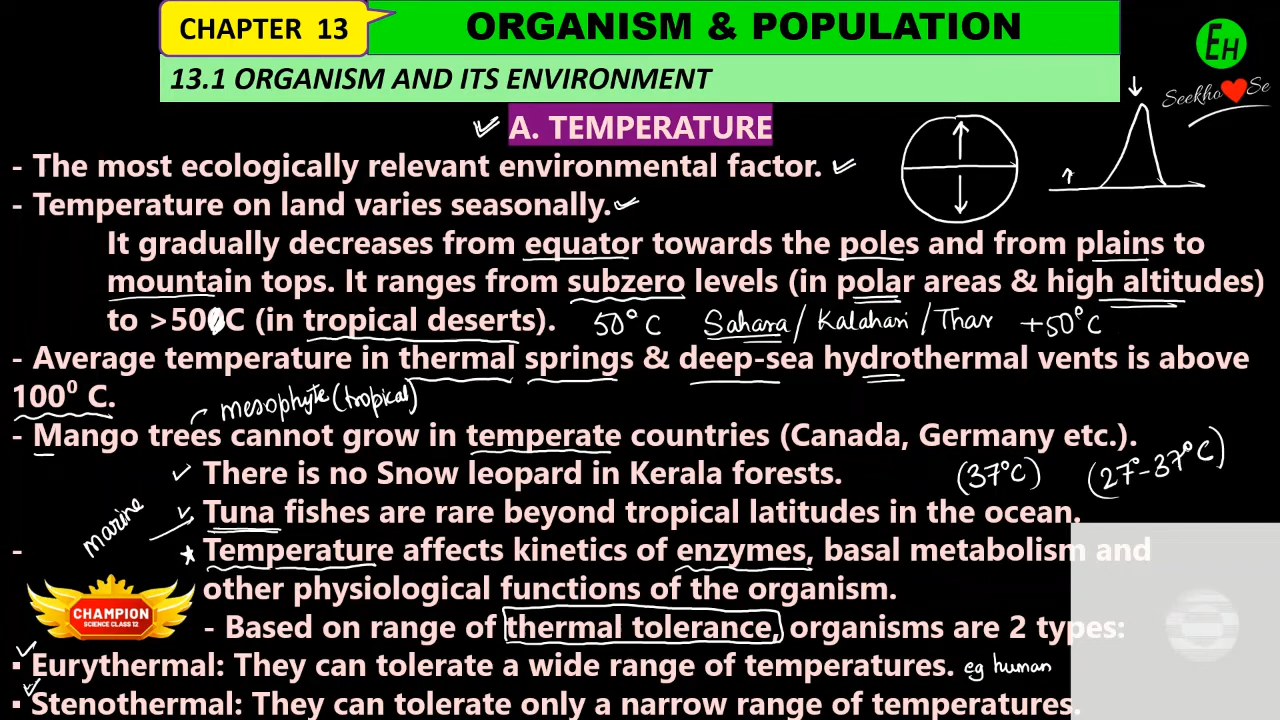 CHAPTER 13
ORGANISM & POPULATION
EH
13.1 ORGANISM AND ITS ENVIRONMENT
Seekho❤Se
A. TEMPERATURE
- The most ecologically relevant environmental factor.
- Temperature on land varies seasonally.
It gradually decreases from equator towards the poles and from plains to
mountain tops. It ranges from subzero levels (in polar areas & high altitudes)
to >500C (in tropical deserts). 50°C Sahara / Kalahari / Thar +50°C
- Average temperature in thermal springs & deep-sea hydrothermal vents is above
100⁰ C.
mesophyte (tropical)
- Mango trees cannot grow in temperate countries (Canada, Germany etc.).
There is no Snow leopard in Kerala forests. (37°C) (27°-37°C)
marine
Tuna fishes are rare beyond tropical latitudes in the ocean.
- Temperature affects kinetics of enzymes, basal metabolism and
other physiological functions of the organism.
CHAMPION
SCIENCE CLASS 12
- Based on range of thermal tolerance, organisms are 2 types:
▪ Eurythermal: They can tolerate a wide range of temperatures. eg human
▪ Stenothermal: They can tolerate only a narrow range of temperatures.